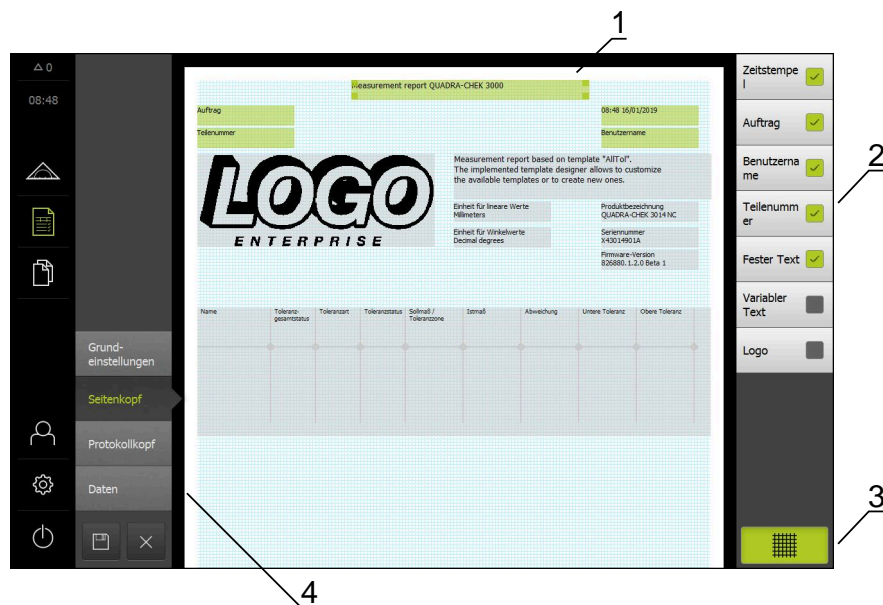 1
△ 0
08:48
Measurement report QUADRA-CHEK 3000
Auftrag
08:48 16/01/2019
Teilenummer
Benutzername
LOGO
ENTERPRISE
Measurement report based on template "AllTol".
The implemented template designer allows to customize
the available templates or to create new ones.
Einheit für lineare Werte
Millimeters
Produktbezeichnung
QUADRA-CHEK 3014 NC
Einheit für Winkelwerte
Decimal degrees
Seriennummer
X43014901A
Firmware-Version
826880.1.2.0 Beta 1
Name
Toleranz-
gesamtstatus
Toleranzart
Toleranzstatus
Sollmaß /
Toleranzzone
Istmaß
Abweichung
Untere Toleranz
Obere Toleranz
Grund-
einstellungen
Seitenkopf
Protokollkopf
Daten
Zeitstempe
l
Auftrag
Benutzerna
me
Teilenumm
er
Fester Text
Variabler
Text
Logo
2
3
4